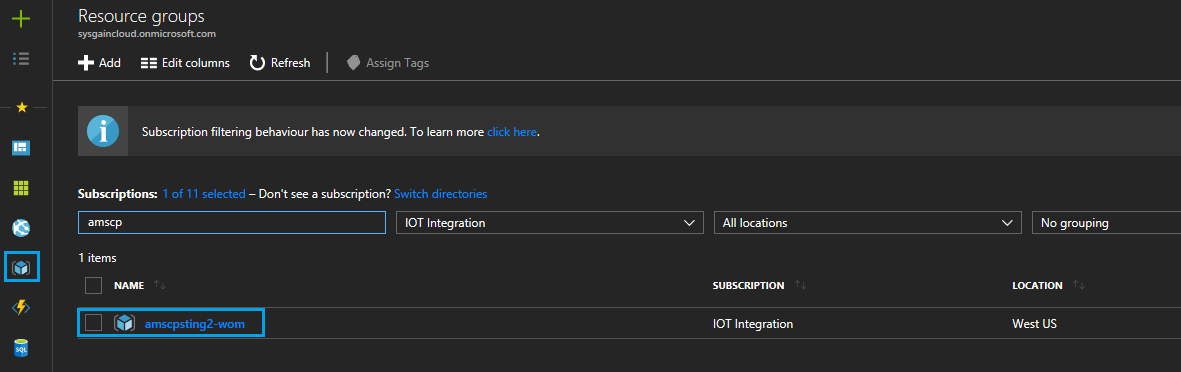 Resource groups
sysgaincloud.onmicrosoft.com
Add Edit columns Refresh Assign Tags
Subscription filtering behaviour has now changed. To learn more click here.
Subscriptions: 1 of 11 selected – Don't see a subscription? Switch directories
amscp IOT Integration All locations No grouping
1 items
NAME SUBSCRIPTION LOCATION
amscpsting2-wom IOT Integration West US
SQL